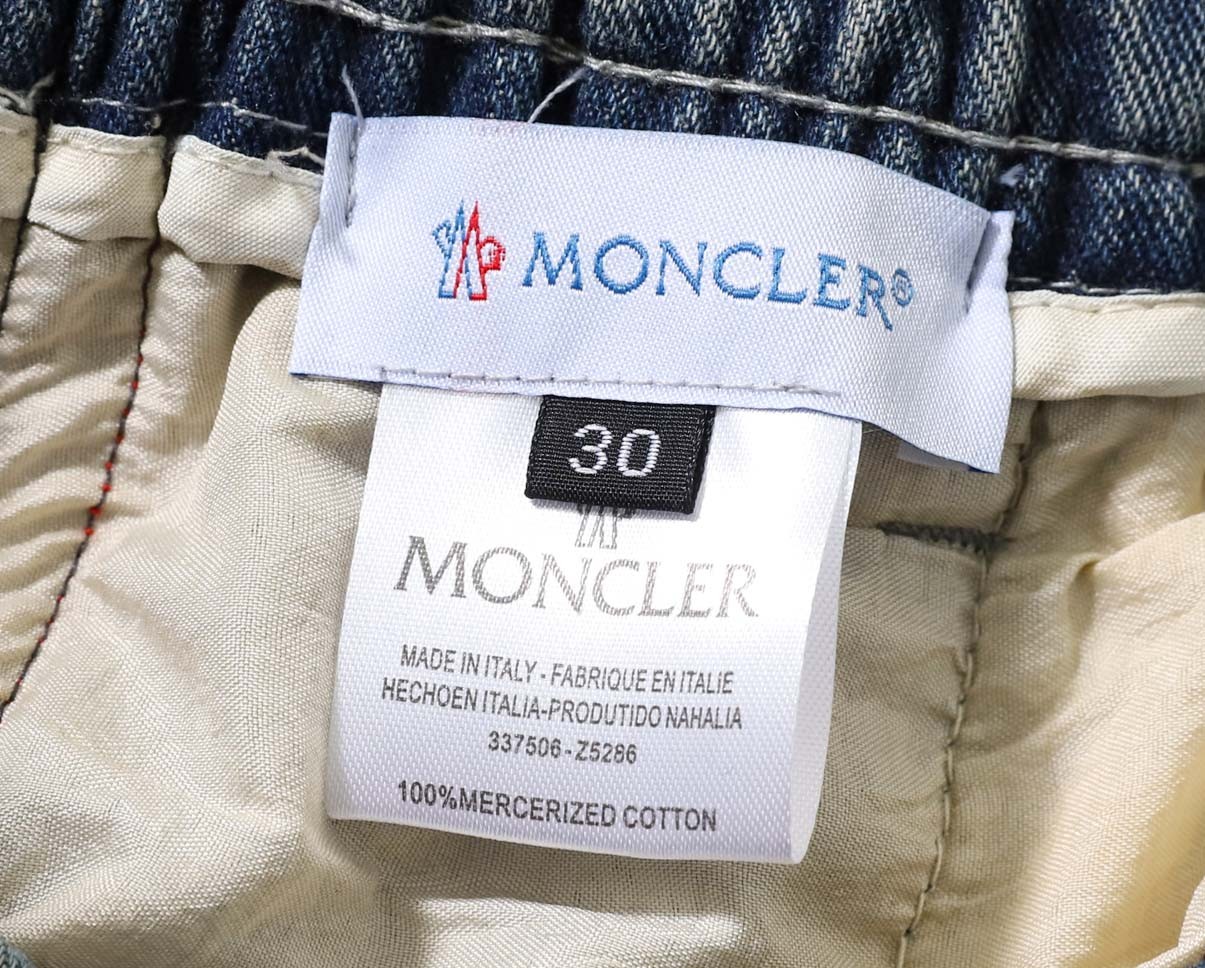 MONCLER®
30
MONCLER
MADE IN ITALY - FABRIQUE EN ITALIE
HECHOEN ITALIA-PRODUTIDO NAHALIA
337506-Z5286
100%MERCERIZED COTTON